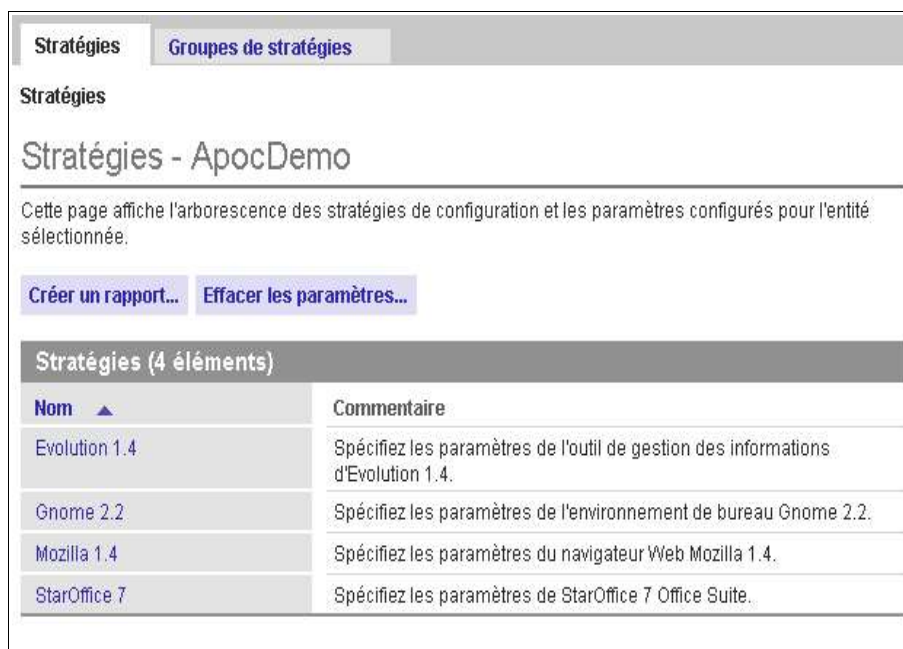 Stratégies Groupes de stratégies
Stratégies
Stratégies - ApocDemo
Cette page affiche l'arborescence des stratégies de configuration et les paramètres configurés pour l'entité
sélectionnée.
Créer un rapport... Effacer les paramètres...
Stratégies (4 éléments)
Nom Commentaire
Evolution 1.4 Spécifiez les paramètres de l'outil de gestion des informations
d'Evolution 1.4.
Gnome 2.2 Spécifiez les paramètres de l'environnement de bureau Gnome 2.2.
Mozilla 1.4 Spécifiez les paramètres du navigateur Web Mozilla 1.4.
StarOffice 7 Spécifiez les paramètres de StarOffice 7 Office Suite.